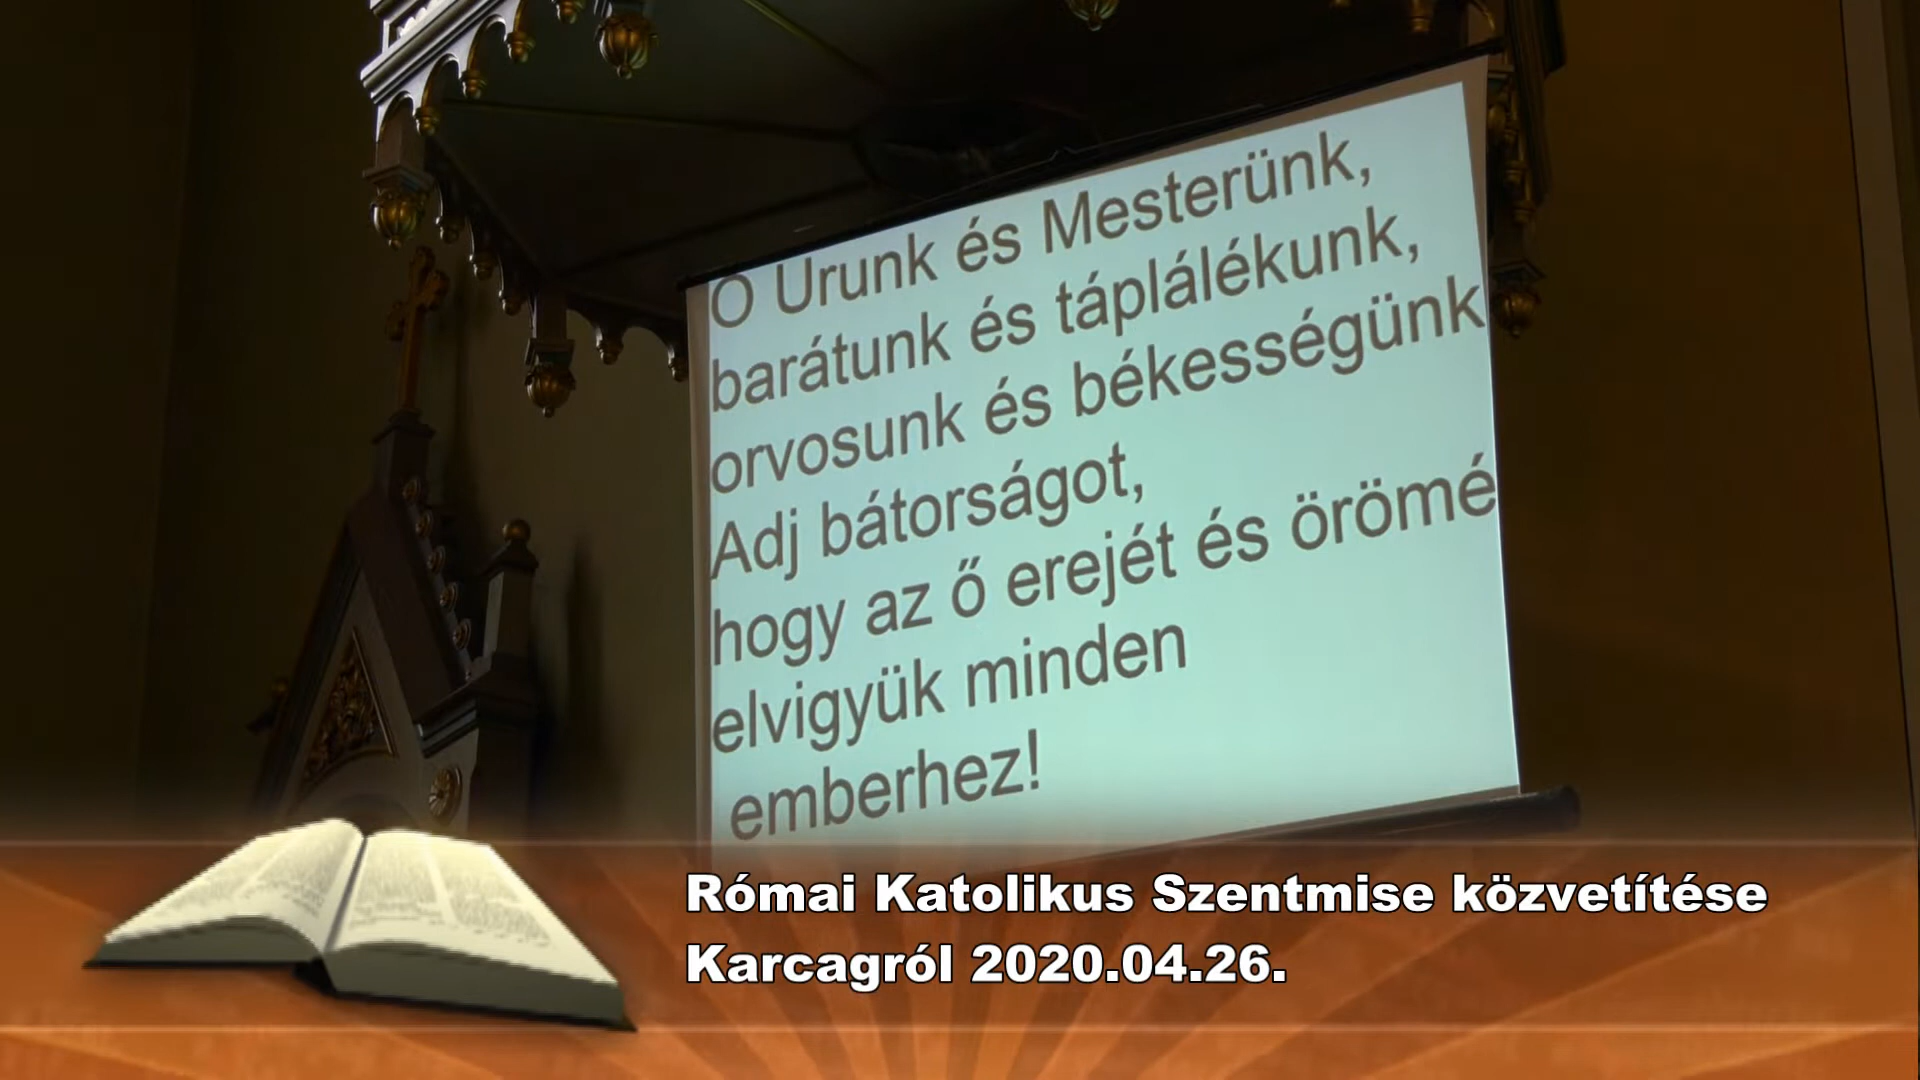 Ő Urunk és Mesterünk,
barátunk és táplálékunk,
orvosunk és békességünk
Adj bátorságot,
hogy az ő erejét és örömé
elvigyük minden
emberhez!
Római Katolikus Szentmise közvetítése
Karcagról 2020.04.26.